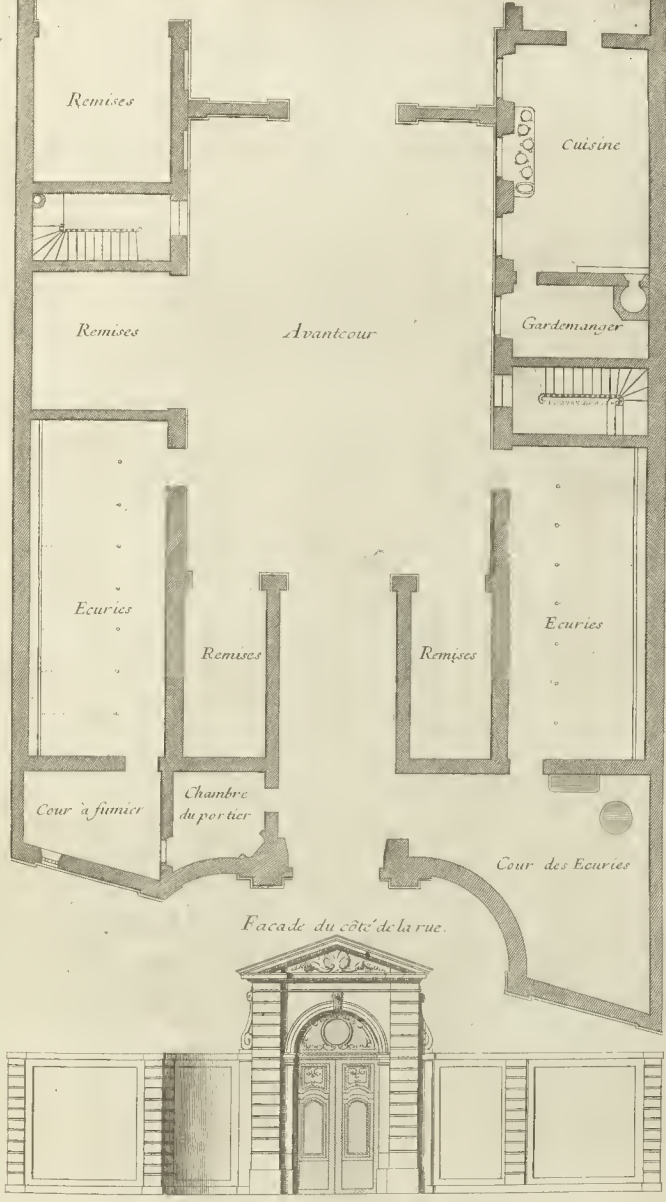 Remises
Cuisine
Remises
Avantcour
Gardemanger
Ecuries
Ecuries
Remises
Remises
Chambre
du portier
Cour à fumier
Cour des Ecuries
Facade du côté de la rue.